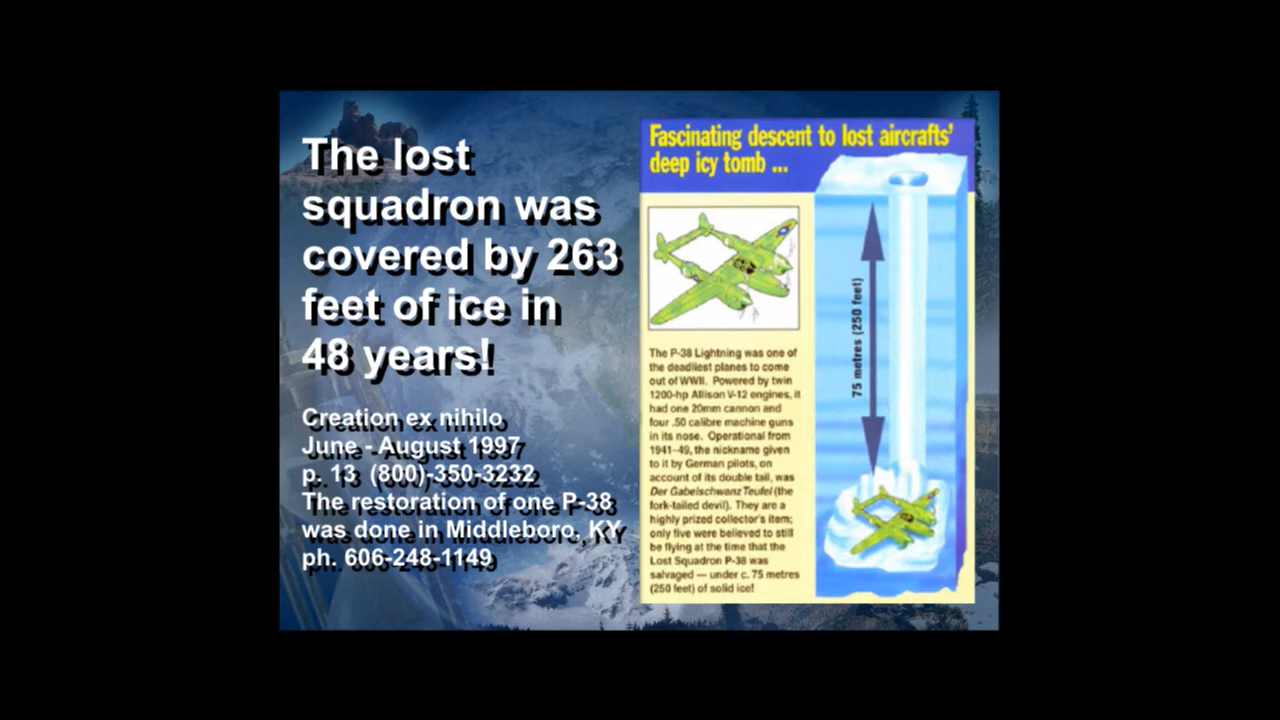 The lost
squadron was
covered by 263
feet of ice in
48 years!
Creation ex nihilo
June - August 1997
p. 13 (800)-350-3232
The restoration of one P-38
was done in Middleboro, KY
ph. 606-248-1149
Fascinating descent to lost aircrafts'
deep icy tomb ...
The P-38 Lightning was one of
the deadliest planes to come
out of WWII. Powered by twin
1200-hp Allison V-12 engines, it
had one 20mm cannon and
four .50 calibre machine guns
in its nose. Operational from
1941–49, the nickname given
to it by German pilots, on
account of its double tail, was
Der Gabelschwanz Teufel (the
fork-tailed devil). They are a
highly prized collector's item;
only five were believed to still
be flying at the time that the
Lost Squadron P-38 was
salvaged — under c. 75 metres
(250 feet) of solid ice!
75 metres (250 feet)